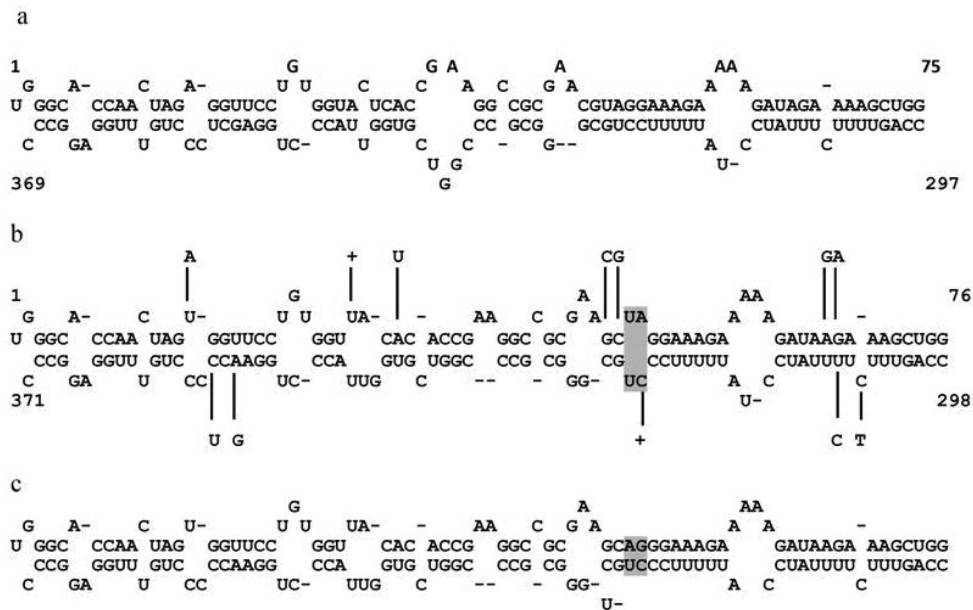 a
1 G A
G A- C A- U U C C G A A C G A A A - 75
U GGC CCAA UAG GGUUCC GGUA UCACC GG CGC CGUAGGAAAGA GAUAGA AAAGCUGG
CCG GGUU GUC UCGAGG CCAU GGUG CC GCG GCGUCCUUUUU CUAUUU UUUUGACC
C GA U CC UC- U C C - G-- A C C
U G U-
369 G 297
b
A + U CG GA
1 G A AA 76
G A- C U- U U UA- - AA C G A UA A A -
U GGC CCAA UAG GGUUCC GGU CAC ACCG GGC GC GC GGAAAGA GAUAAGA AAGCUGG
CCG GGUU GUC CCAAGG CCA GUG UGGC CCG CG CG CCUUUUU CUAUUUU UUUGACC
C GA U CC UC- UUG C -- - GG- UC A C C
371 U- 298
U G + C T
c
G A AA
G A- C U- U U UA- - AA C G A A A -
U GGC CCAA UAG GGUUCC GGU CAC ACCG GGC GC GCAGGGAAAGA GAUAAGA AAGCUGG
CCG GGUU GUC CCAAGG CCA GUG UGGC CCG CG CGUCCCUUUUU CUAUUUU UUUGACC
C GA U CC UC- UUG C -- - GG- A C C
U-